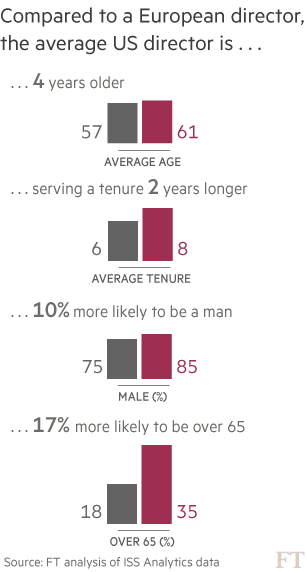 Compared to a European director,
the average US director is . . .
. . . 4 years older
57 61
AVERAGE AGE
. . . serving a tenure 2 years longer
6 8
AVERAGE TENURE
. . . 10% more likely to be a man
75 85
MALE (%)
. . . 17% more likely to be over 65
18 35
OVER 65 (%)
Source: FT analysis of ISS Analytics data
FT